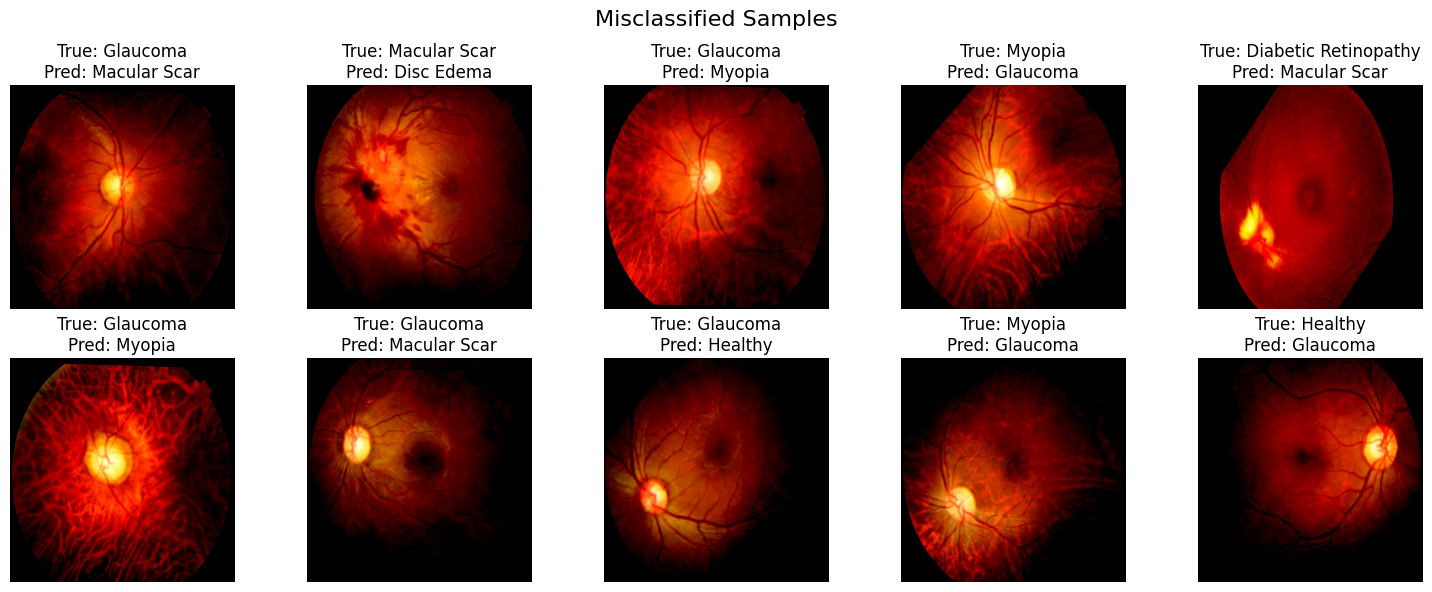 Misclassified Samples
True: Glaucoma
Pred: Macular Scar
True: Macular Scar
Pred: Disc Edema
True: Glaucoma
Pred: Myopia
True: Myopia
Pred: Glaucoma
True: Diabetic Retinopathy
Pred: Macular Scar
True: Glaucoma
Pred: Myopia
True: Glaucoma
Pred: Macular Scar
True: Glaucoma
Pred: Healthy
True: Myopia
Pred: Glaucoma
True: Healthy
Pred: Glaucoma